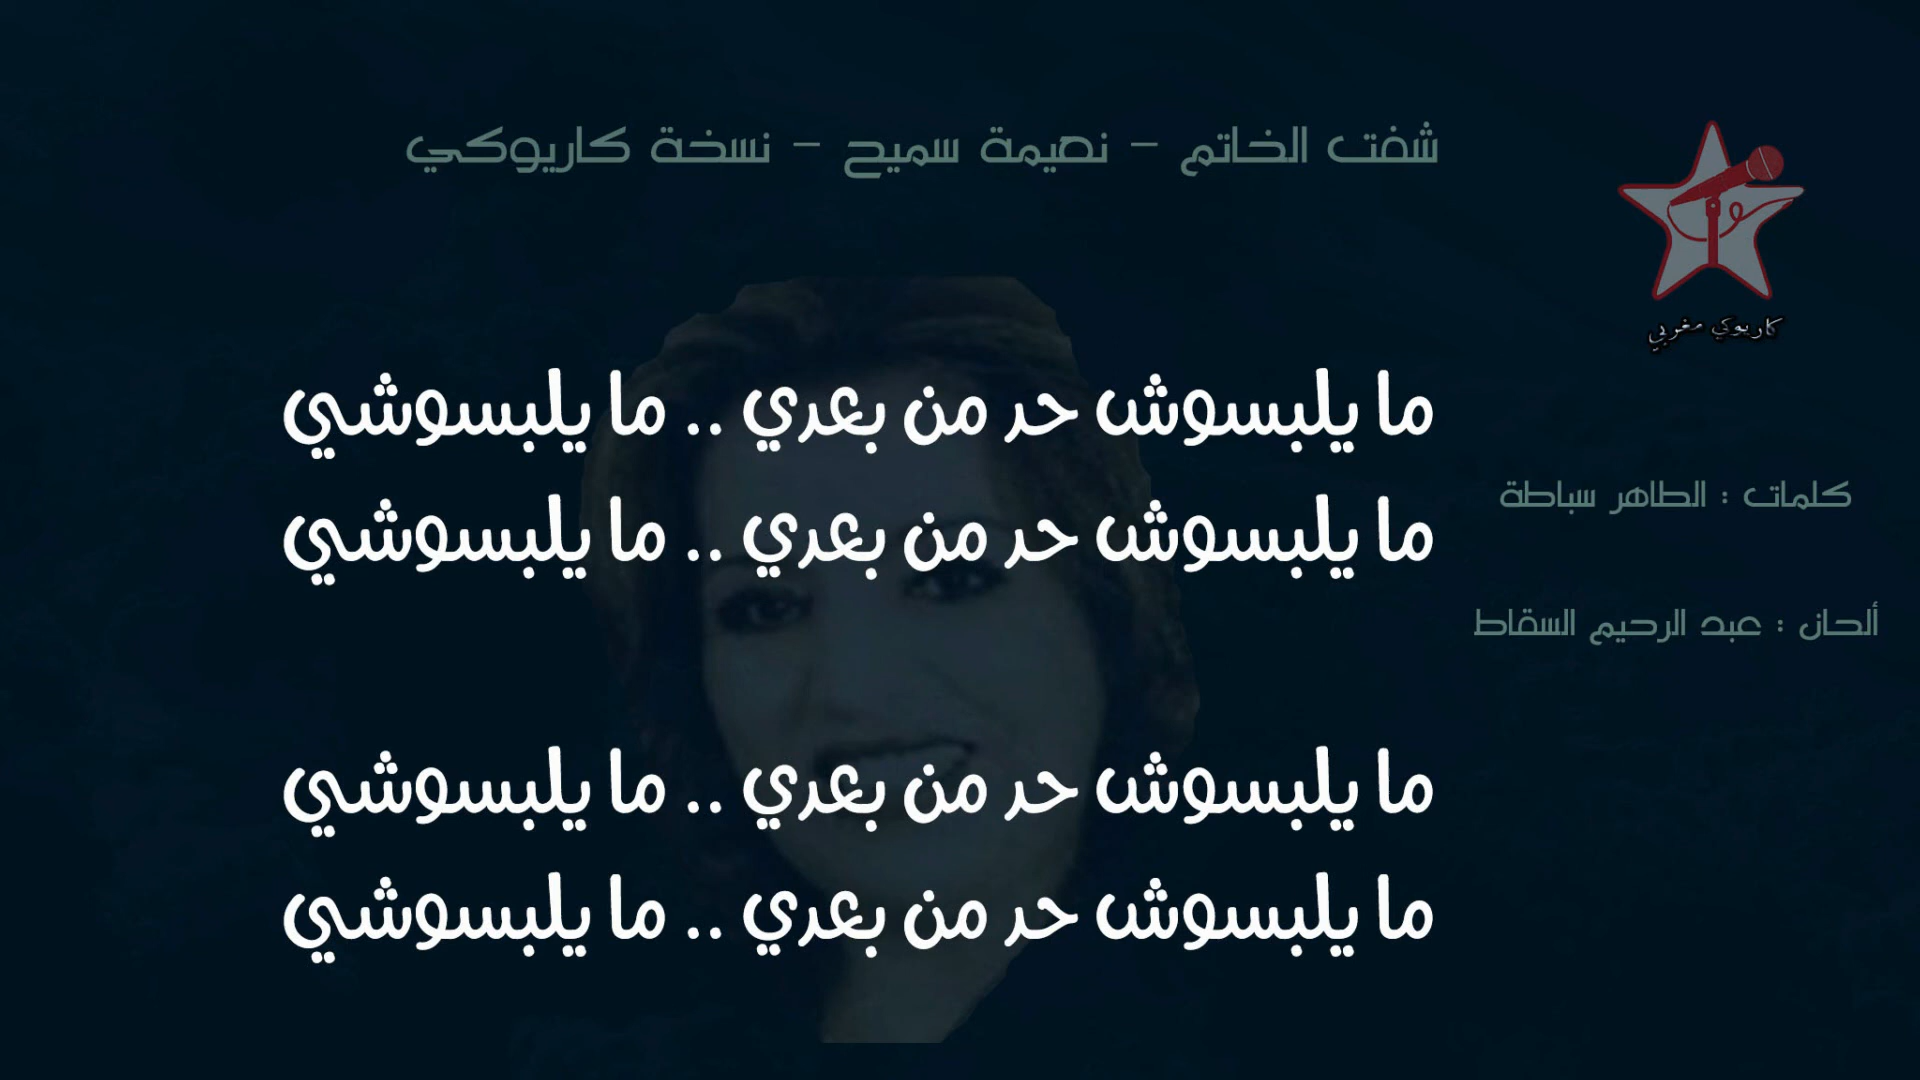 شفت الخاتم - نعيمة سميح - نسخة كاريوكي
كاريوكي مغربي
ما يلبسوش حر من بعدي .. ما يلبسوشي
ما يلبسوش حر من بعدي .. ما يلبسوشي
كلمات : الطاهر سباطة
ألحان : عبد الرحيم السقاط
ما يلبسوش حر من بعدي .. ما يلبسوشي
ما يلبسوش حر من بعدي .. ما يلبسوشي